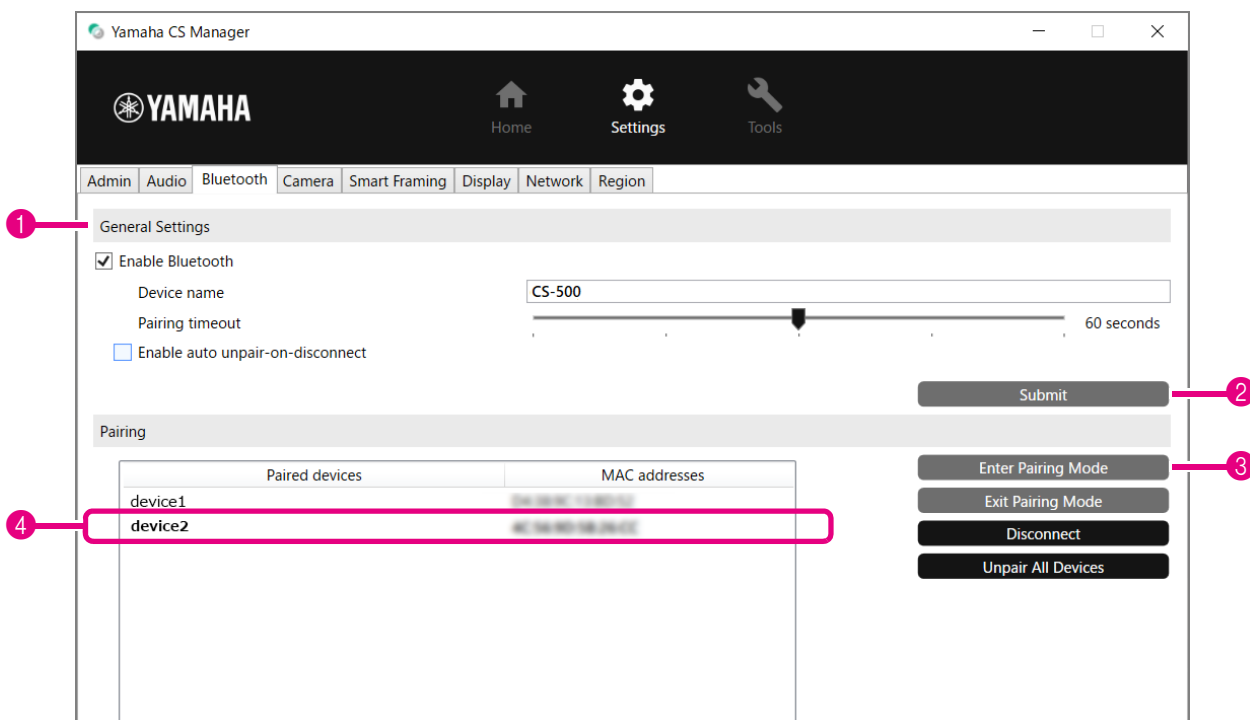 Yamaha CS Manager
YAMAHA
Home
Settings
Tools
Admin Audio Bluetooth Camera Smart Framing Display Network Region
1
General Settings
Enable Bluetooth
Device name CS-500
Pairing timeout 60 seconds
Enable auto unpair-on-disconnect
Submit 2
Pairing
Paired devices MAC addresses
Enter Pairing Mode 3
device1
Exit Pairing Mode
4 device2
Disconnect
Unpair All Devices